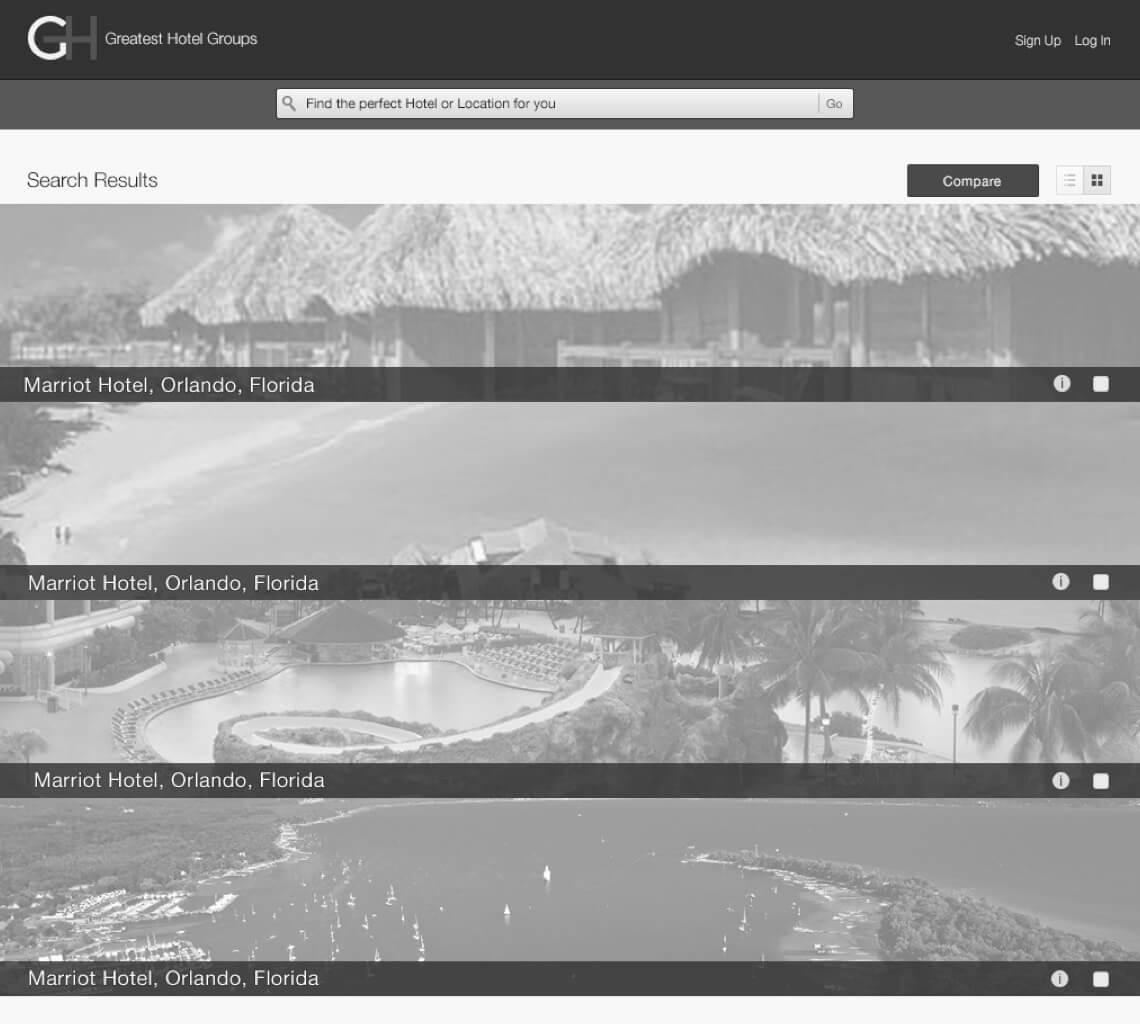 GH Greatest Hotel Groups
Sign Up Log In
Find the perfect Hotel or Location for you Go
Search Results
Compare
Marriot Hotel, Orlando, Florida
i
Marriot Hotel, Orlando, Florida
i
Marriot Hotel, Orlando, Florida
i
Marriot Hotel, Orlando, Florida
i